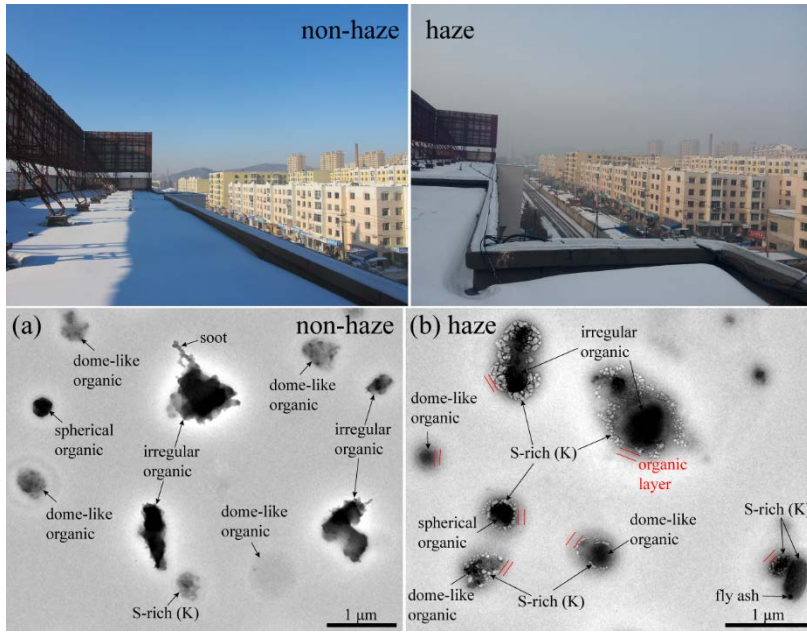 non-haze
haze
(a)
non-haze
soot
dome-like
organic
dome-like
organic
spherical
organic
irregular
organic
irregular
organic
dome-like
organic
dome-like
organic
S-rich (K)
1 μm
(b) haze
irregular
organic
dome-like
organic
S-rich (K)
organic
layer
spherical
organic
dome-like
organic
S-rich (K)
dome-like
organic
S-rich (K)
fly ash
1 μm